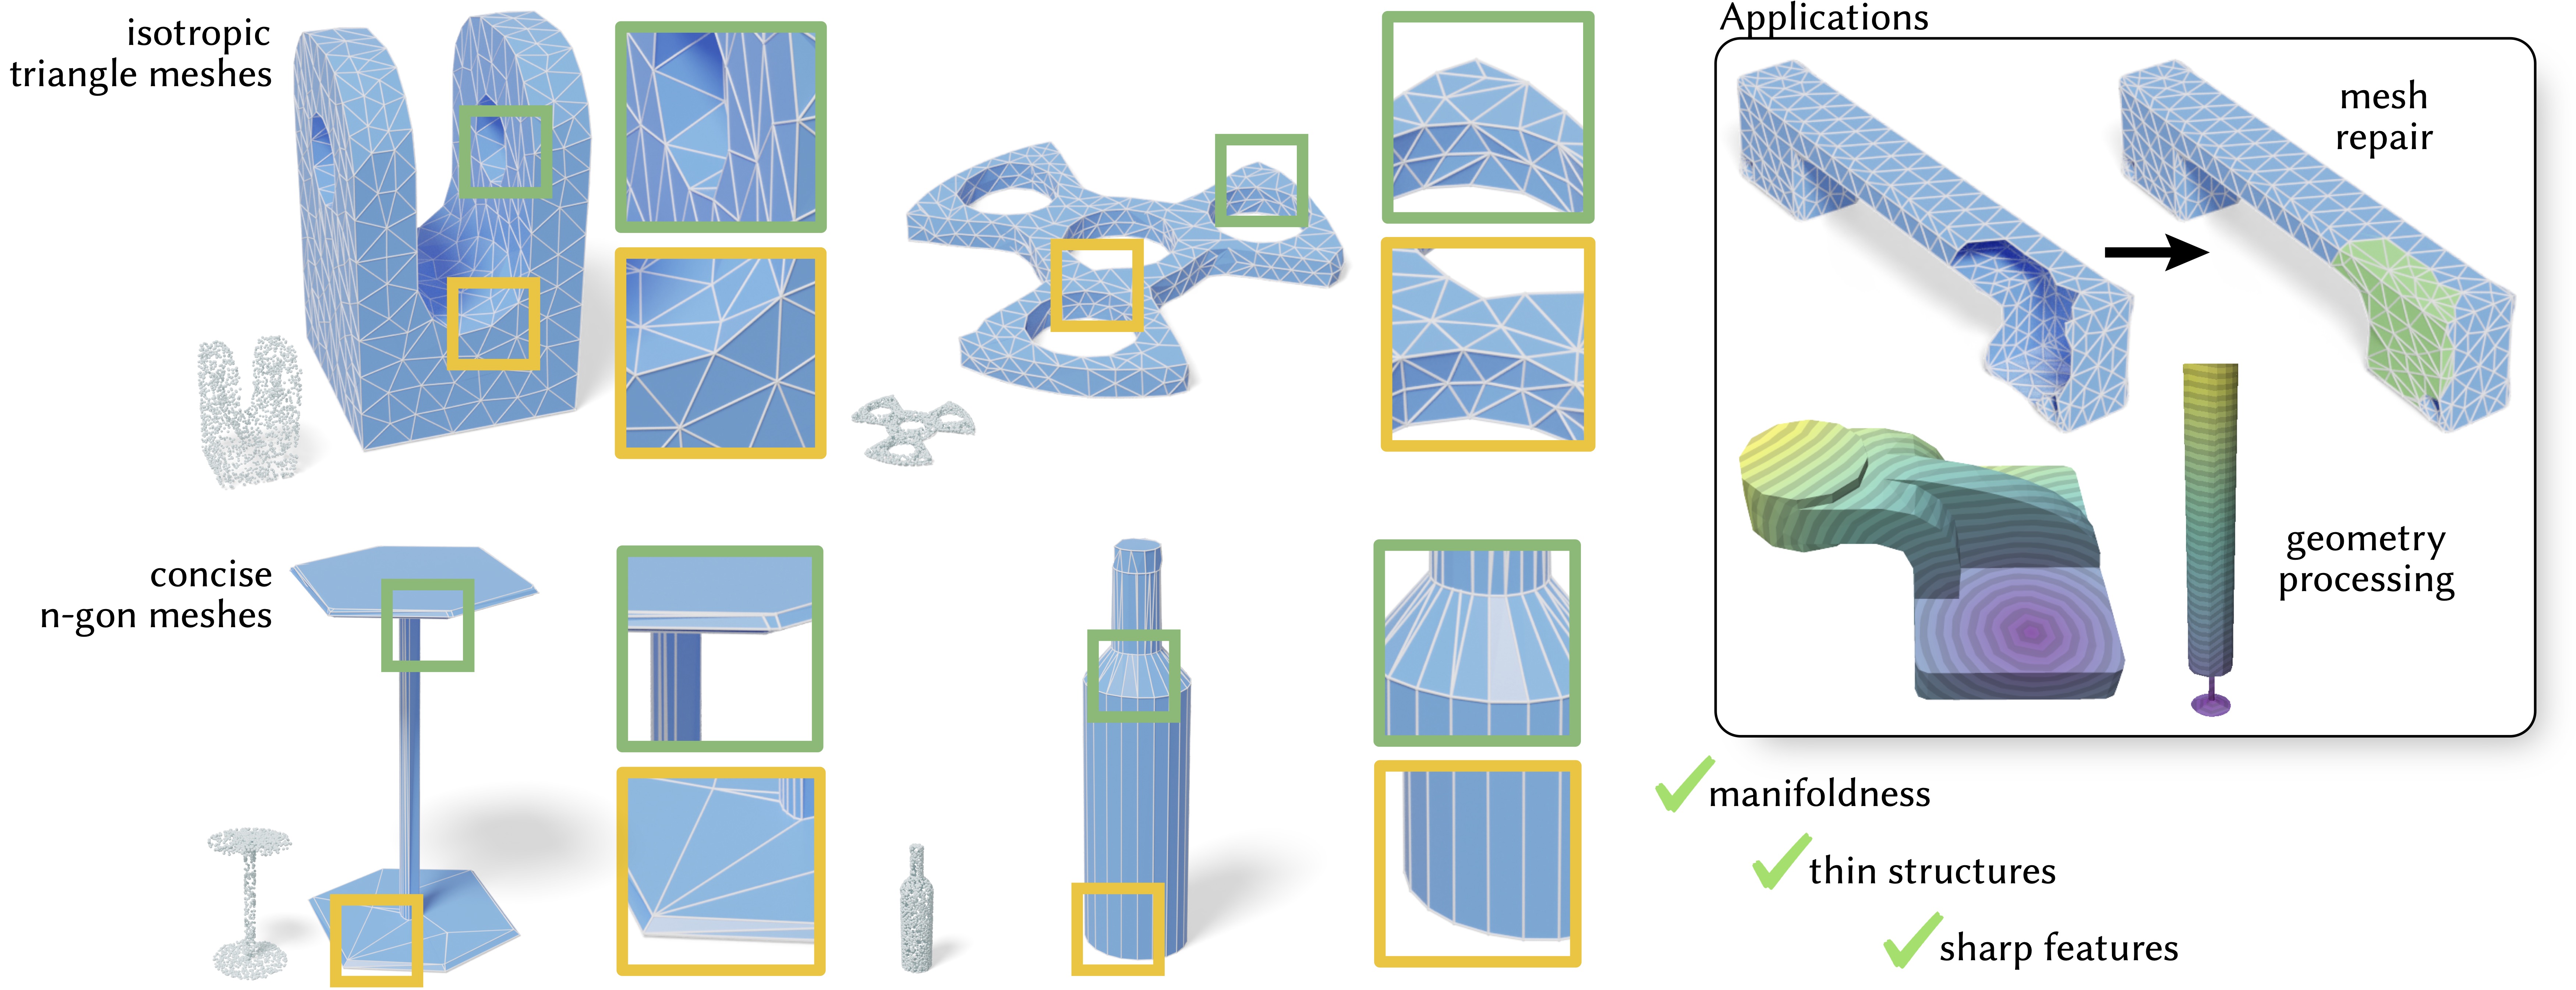 isotropic
triangle meshes
concise
n-gon meshes
Applications
mesh
repair
geometry
processing
manifoldness
thin structures
sharp features